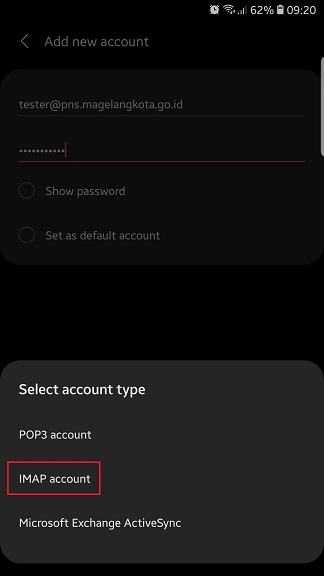 62% 09:20
Add new account
tester@pns.magelangkota.go.id
•••••••••••
Show password
Set as default account
Select account type
POP3 account
IMAP account
Microsoft Exchange ActiveSync